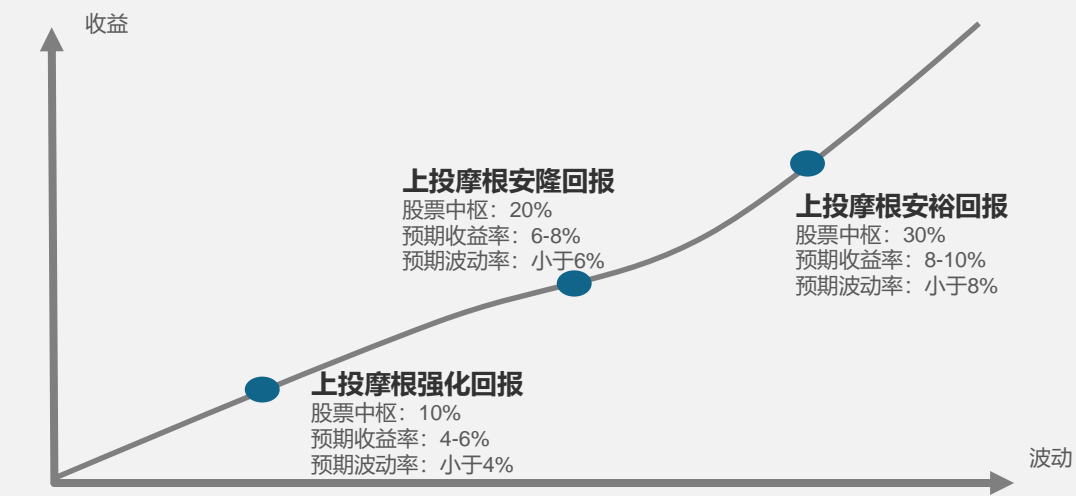 收益
上投摩根安隆回报
股票中枢：20%
预期收益率：6-8%
预期波动率：小于6%
上投摩根安裕回报
股票中枢：30%
预期收益率：8-10%
预期波动率：小于8%
上投摩根强化回报
股票中枢：10%
预期收益率：4-6%
预期波动率：小于4%
波动